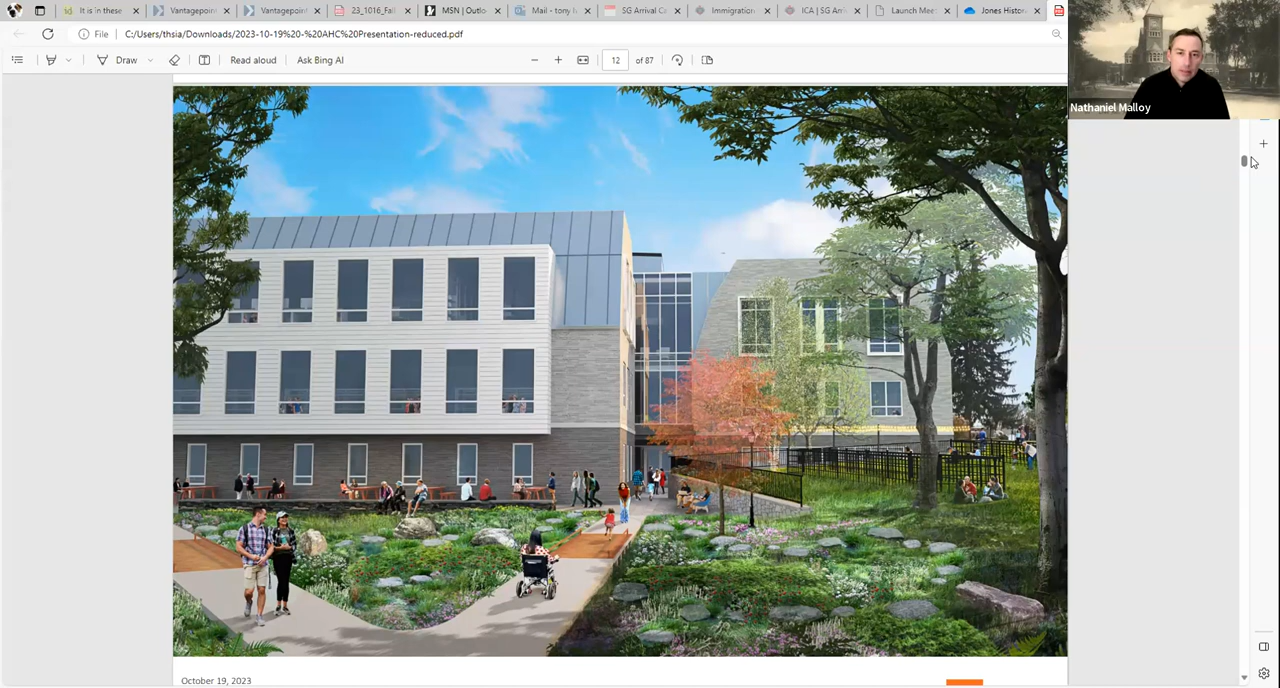 It is in these
Vantagepoint
Vantagepoint
23_1016_Fall
MSN | Outlo
Mail - tony h
SG Arrival Ca
Immigration
ICA | SG Arri
Launch Mee
Jones Histor
File
C:/Users/thsia/Downloads/2023-10-19%20-%20AHC%20Presentation-reduced.pdf
Draw
Read aloud
Ask Bing AI
12 of 87
Nathaniel Malloy
October 19, 2023